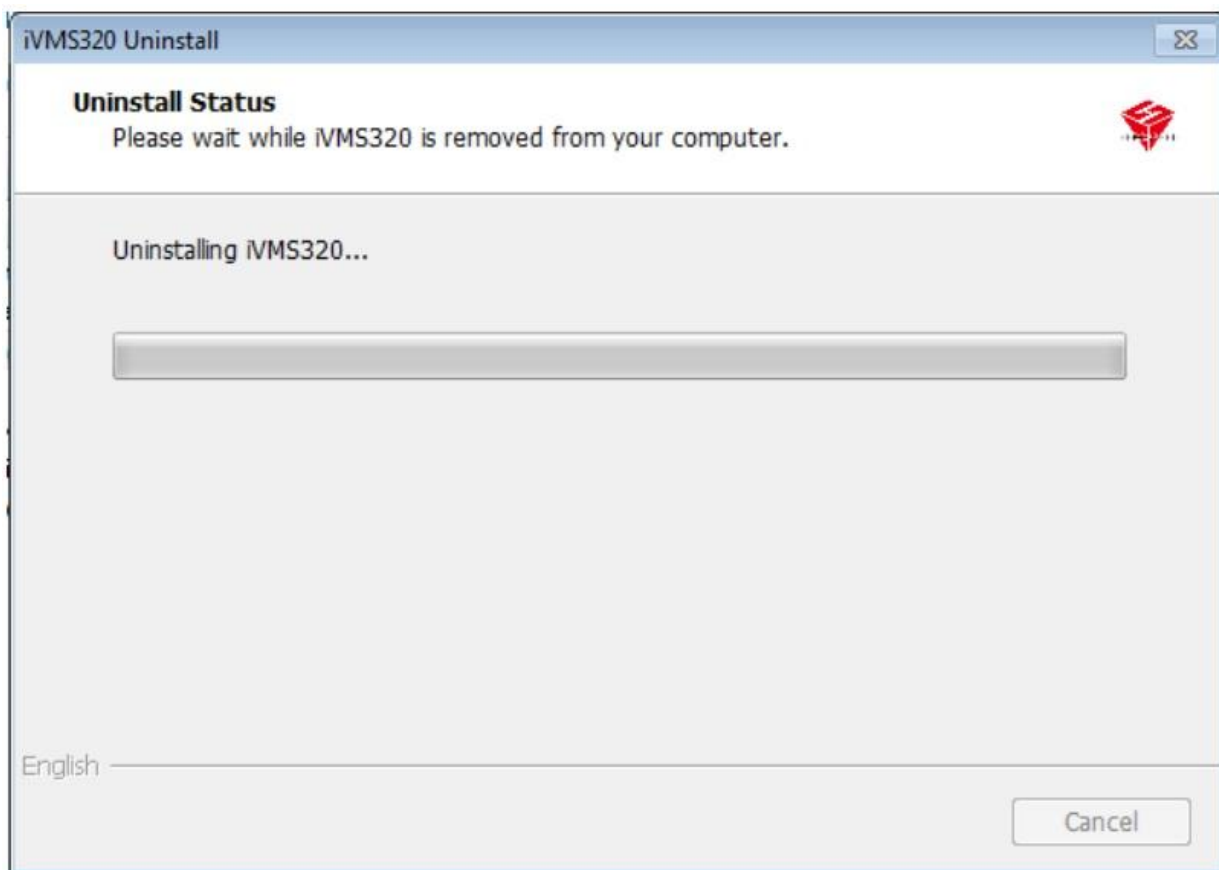 iVMS320 Uninstall
Uninstall Status
Please wait while iVMS320 is removed from your computer.
Uninstalling iVMS320...
English
Cancel